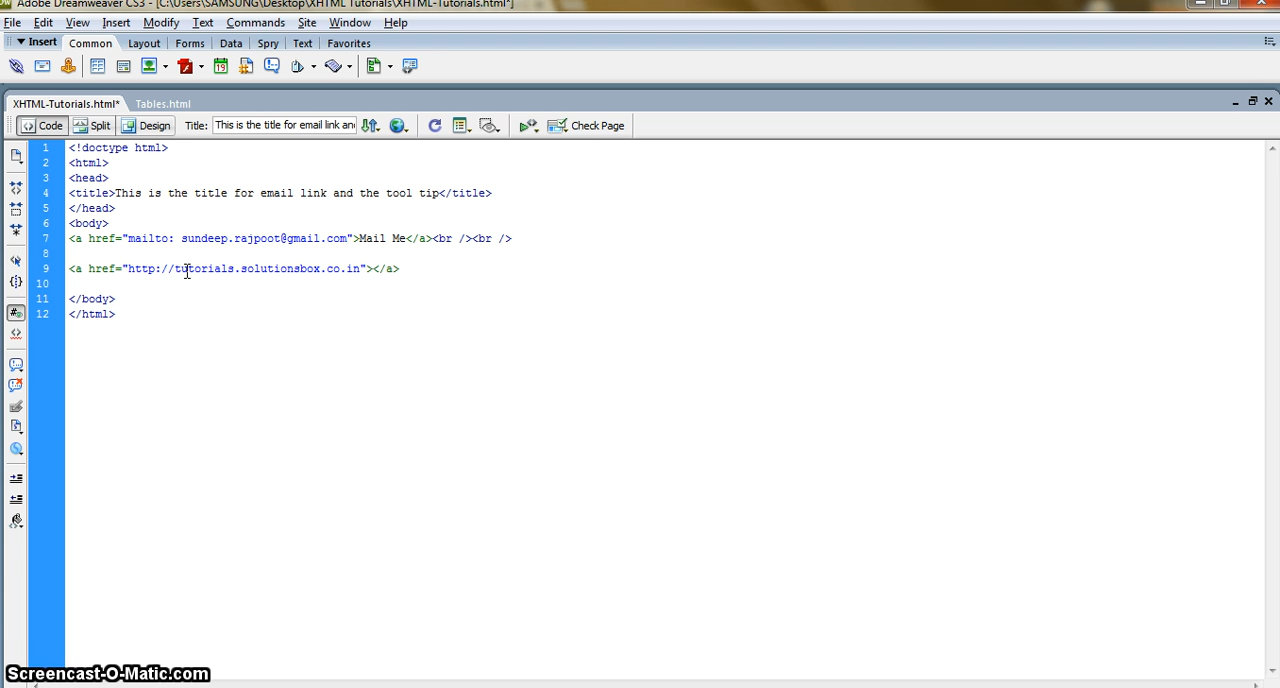 Adobe Dreamweaver CS3 - [C:\Users\SAMSUNG\Desktop\XHTML Tutorials\XHTML-Tutorials.html*]
File Edit View Insert Modify Text Commands Site Window Help
Insert Common Layout Forms Data Spry Text Favorites
XHTML-Tutorials.html* Tables.html
Code Split Design Title: This is the title for email link an Check Page
1 <!doctype html>
2 <html>
3 <head>
4 <title>This is the title for email link and the tool tip</title>
5 </head>
6 <body>
7 <a href="mailto: sundeep.rajpoot@gmail.com">Mail Me</a><br /><br />
8
9 <a href="http://tutorials.solutionsbox.co.in"></a>
10
11 </body>
12 </html>
Screencast-O-Matic.com